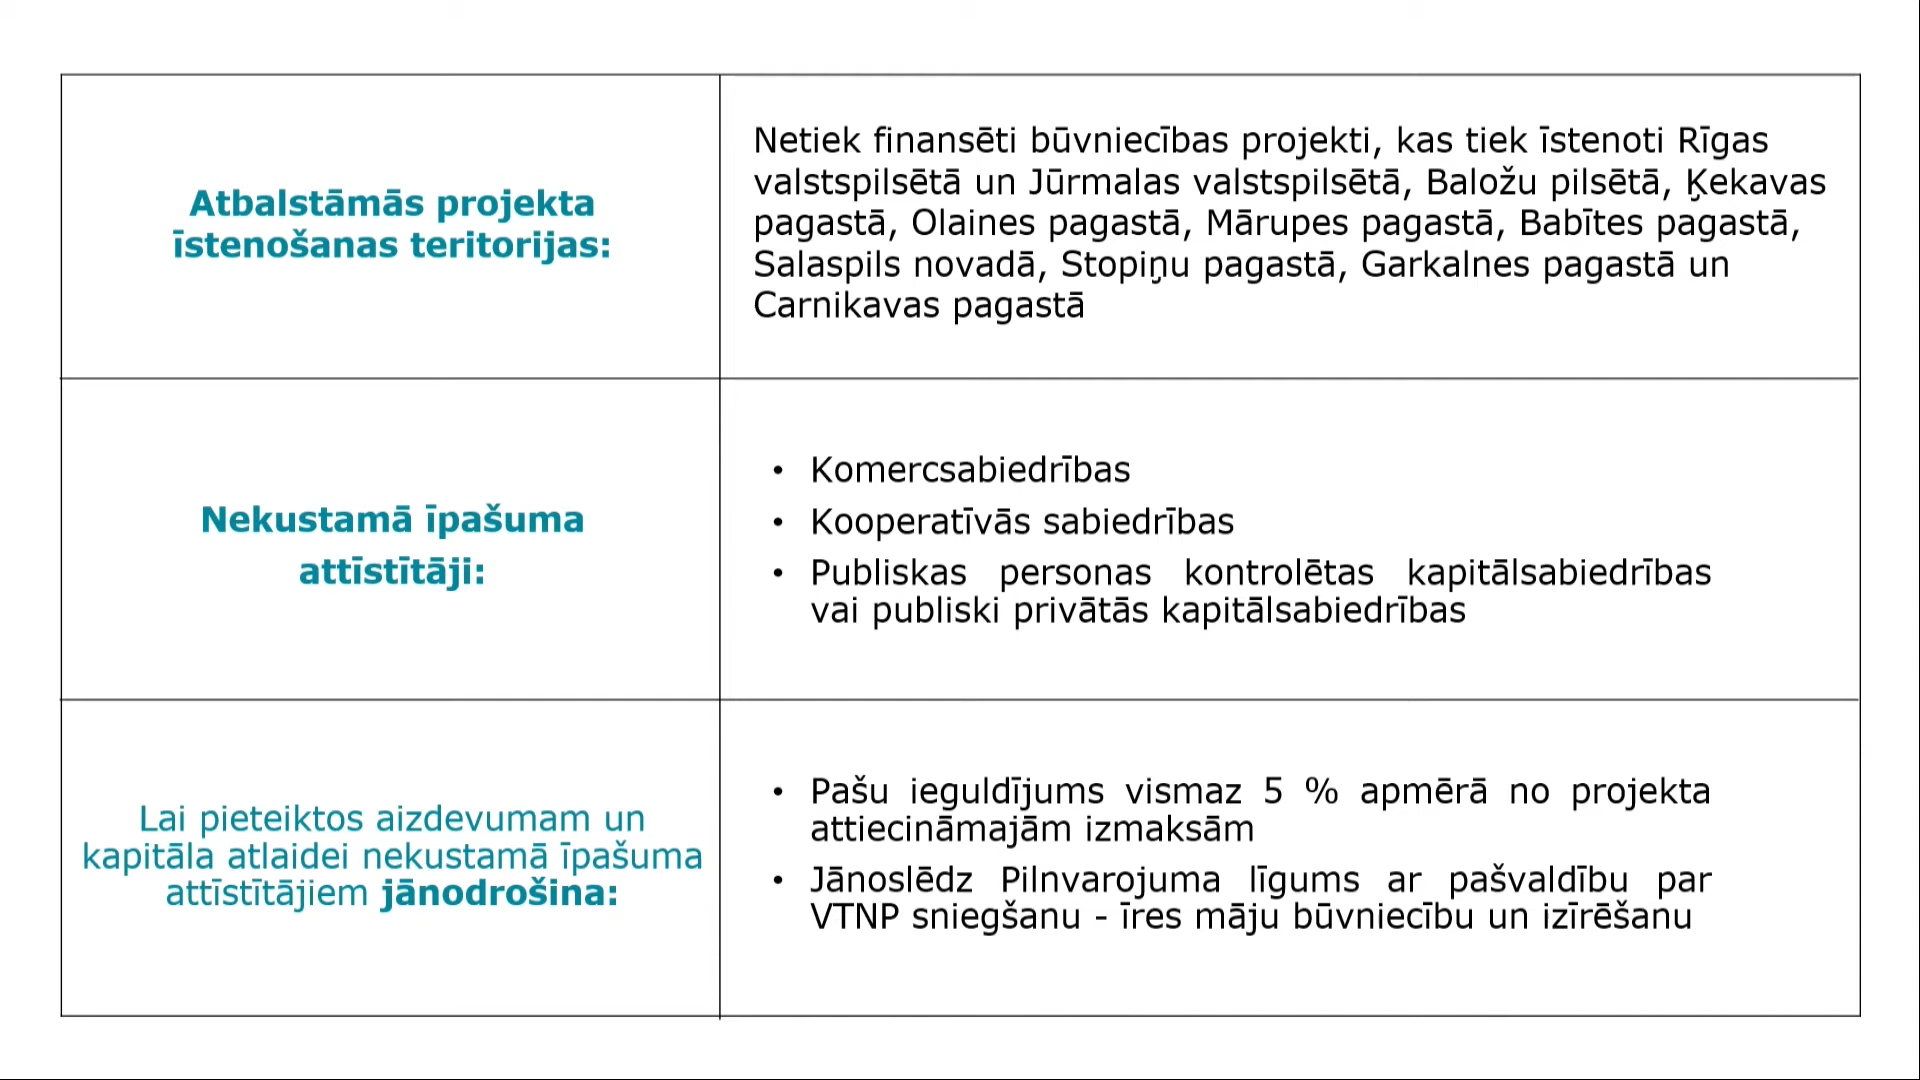 Atbalstāmās projekta
īstenošanas teritorijas:
Netiek finansēti būvniecības projekti, kas tiek īstenoti Rīgas
valstspilsētā un Jūrmalas valstspilsētā, Baložu pilsētā, Ķekavas
pagastā, Olaines pagastā, Mārupes pagastā, Babītes pagastā,
Salaspils novadā, Stopiņu pagastā, Garkalnes pagastā un
Carnikavas pagastā
Nekustamā īpašuma
attīstītāji:
• Komercsabiedrības
• Kooperatīvās sabiedrības
• Publiskas personas kontrolētas kapitālsabiedrības
vai publiski privātās kapitālsabiedrības
Lai pieteiktos aizdevumam un
kapitāla atlaidei nekustamā īpašuma
attīstītājiem jānodrošina:
• Pašu ieguldījums vismaz 5 % apmērā no projekta
attiecināmajām izmaksām
• Jānoslēdz Pilnvarojuma līgums ar pašvaldību par
VTNP sniegšanu - īres māju būvniecību un izīrēšanu